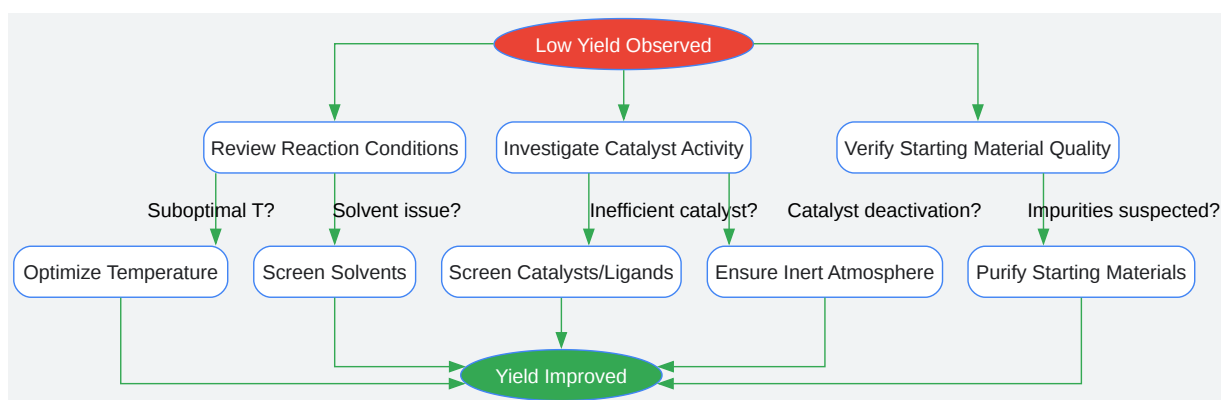 Low Yield Observed
Review Reaction Conditions
Investigate Catalyst Activity
Verify Starting Material Quality
Suboptimal T?
Solvent issue?
Inefficient catalyst?
Catalyst deactivation?
Impurities suspected?
Optimize Temperature
Screen Solvents
Screen Catalysts/Ligands
Ensure Inert Atmosphere
Purify Starting Materials
Yield Improved